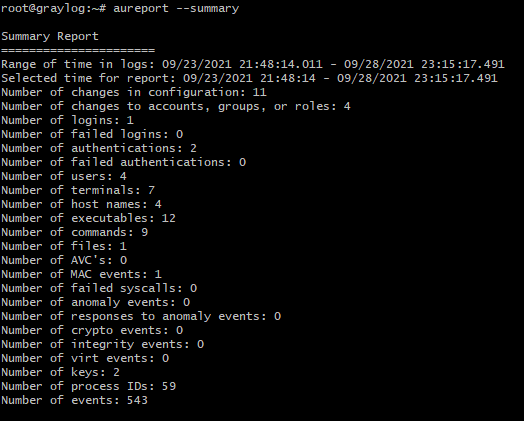 root@graylog:~# aureport --summary
Summary Report
======================
Range of time in logs: 09/23/2021 21:48:14.011 - 09/28/2021 23:15:17.491
Selected time for report: 09/23/2021 21:48:14 - 09/28/2021 23:15:17.491
Number of changes in configuration: 11
Number of changes to accounts, groups, or roles: 4
Number of logins: 1
Number of failed logins: 0
Number of authentications: 2
Number of failed authentications: 0
Number of users: 4
Number of terminals: 7
Number of host names: 4
Number of executables: 12
Number of commands: 9
Number of files: 1
Number of AVC's: 0
Number of MAC events: 1
Number of failed syscalls: 0
Number of anomaly events: 0
Number of responses to anomaly events: 0
Number of crypto events: 0
Number of integrity events: 0
Number of virt events: 0
Number of keys: 2
Number of process IDs: 59
Number of events: 543